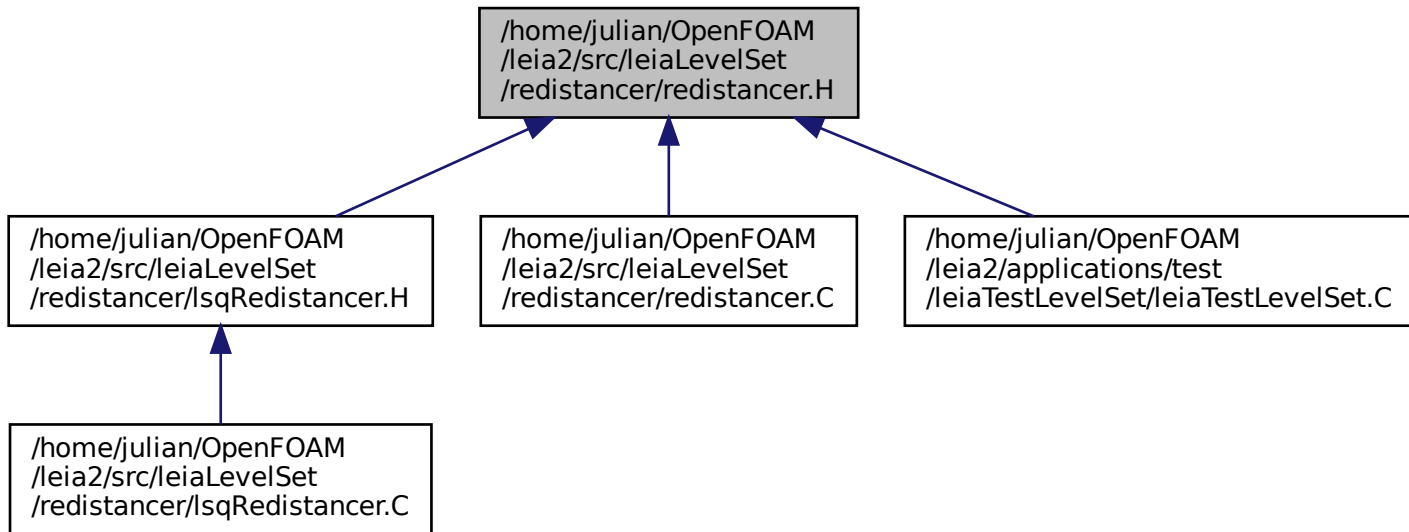 /home/julian/OpenFOAM
/leia2/src/leiaLevelSet
/redistancer/redistancer.H
/home/julian/OpenFOAM
/leia2/src/leiaLevelSet
/redistancer/lsqRedistancer.H
/home/julian/OpenFOAM
/leia2/src/leiaLevelSet
/redistancer/redistancer.C
/home/julian/OpenFOAM
/leia2/applications/test
/leiaTestLevelSet/leiaTestLevelSet.C
/home/julian/OpenFOAM
/leia2/src/leiaLevelSet
/redistancer/lsqRedistancer.C